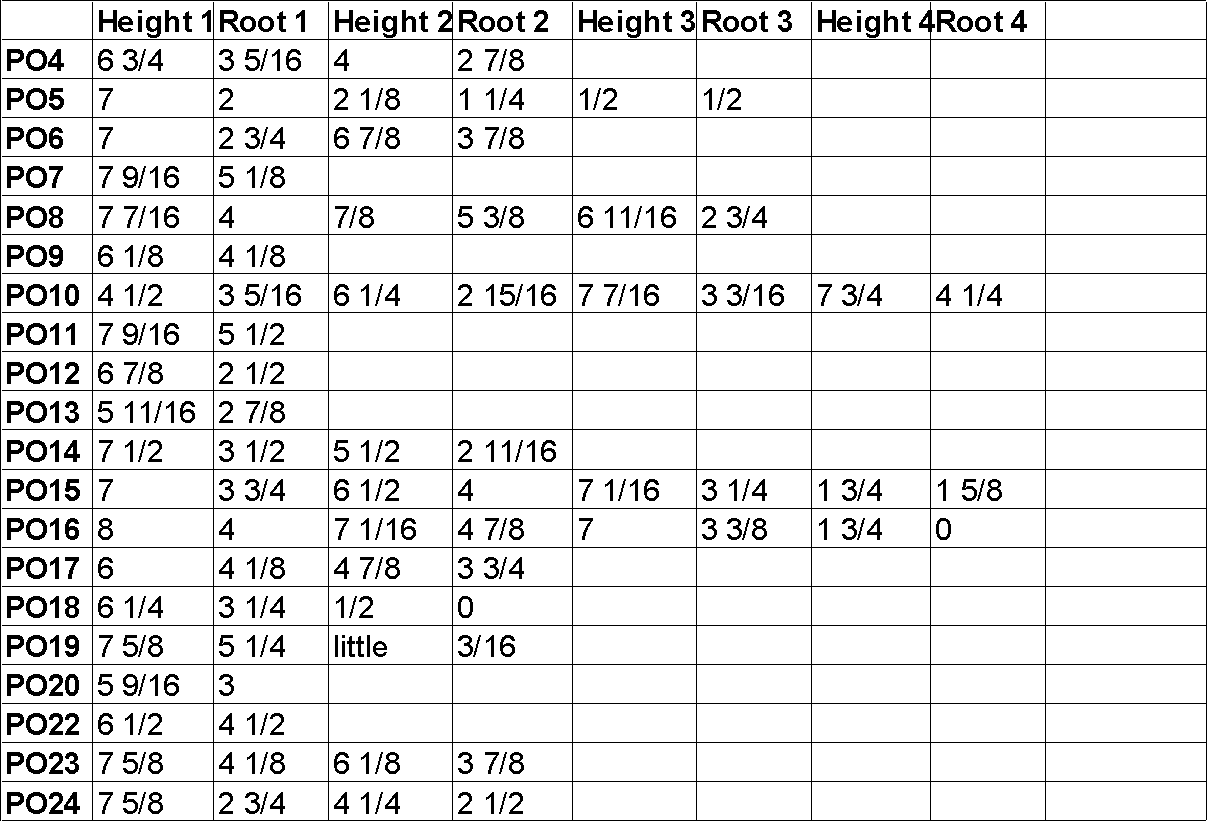 Height 1 Root 1 Height 2 Root 2 Height 3 Root 3 Height 4 Root 4
PO4 6 3/4 3 5/16 4 2 7/8
PO5 7 2 2 1/8 1 1/4 1/2 1/2
PO6 7 2 3/4 6 7/8 3 7/8
PO7 7 9/16 5 1/8
PO8 7 7/16 4 7/8 5 3/8 6 11/16 2 3/4
PO9 6 1/8 4 1/8
PO10 4 1/2 3 5/16 6 1/4 2 15/16 7 7/16 3 3/16 7 3/4 4 1/4
PO11 7 9/16 5 1/2
PO12 6 7/8 2 1/2
PO13 5 11/16 2 7/8
PO14 7 1/2 3 1/2 5 1/2 2 11/16
PO15 7 3 3/4 6 1/2 4 7 1/16 3 1/4 1 3/4 1 5/8
PO16 8 4 7 1/16 4 7/8 7 3 3/8 1 3/4 0
PO17 6 4 1/8 4 7/8 3 3/4
PO18 6 1/4 3 1/4 1/2 0
PO19 7 5/8 5 1/4 little 3/16
PO20 5 9/16 3
PO22 6 1/2 4 1/2
PO23 7 5/8 4 1/8 6 1/8 3 7/8
PO24 7 5/8 2 3/4 4 1/4 2 1/2